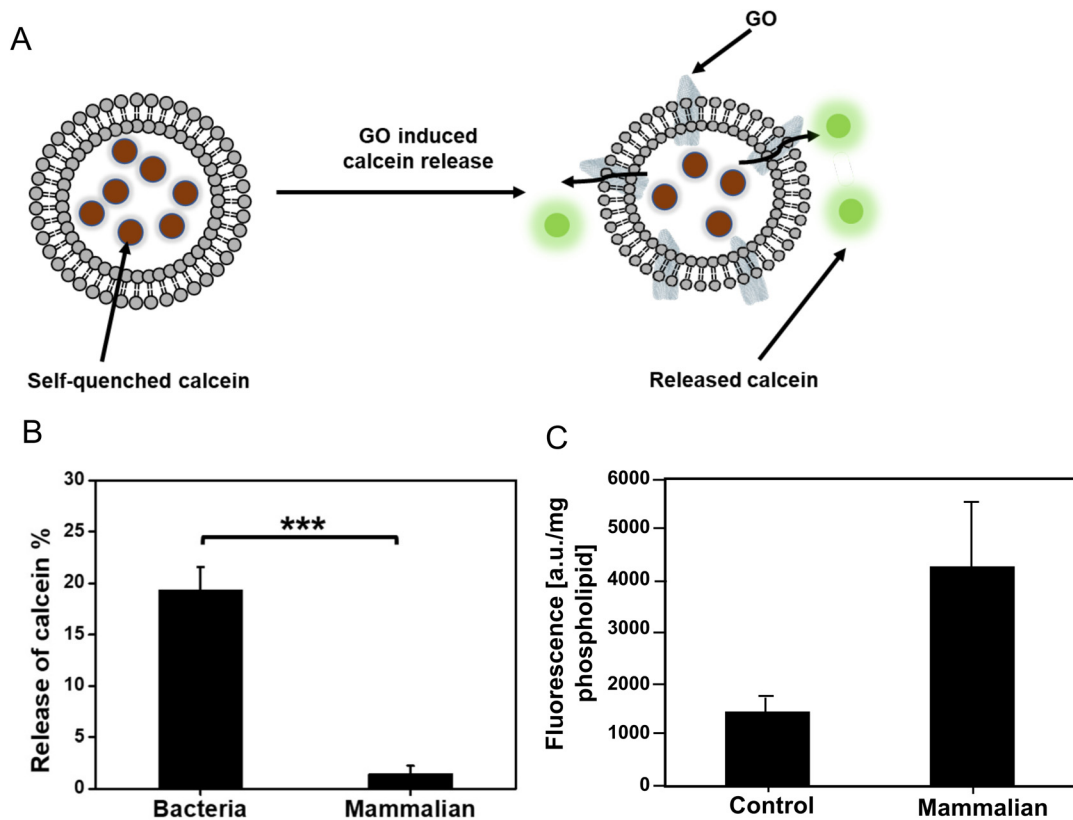 A
GO
GO induced
calcein release
Self-quenched calcein
Released calcein
B
Release of calcein %
30
25
20
15
10
5
0
***
Bacteria
Mammalian
C
Fluorescence [a.u./mg
phospholipid]
6000
5000
4000
3000
2000
1000
0
Control
Mammalian